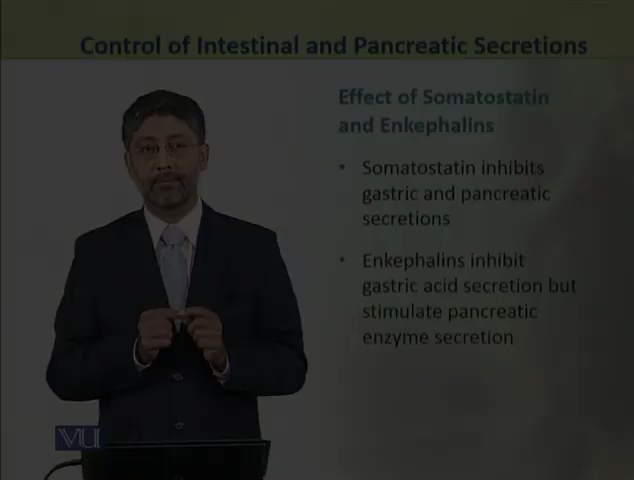 Control of Intestinal and Pancreatic Secretions
Effect of Somatostatin
and Enkephalins
• Somatostatin inhibits
gastric and pancreatic
secretions
• Enkephalins inhibit
gastric acid secretion but
stimulate pancreatic
enzyme secretion
VU